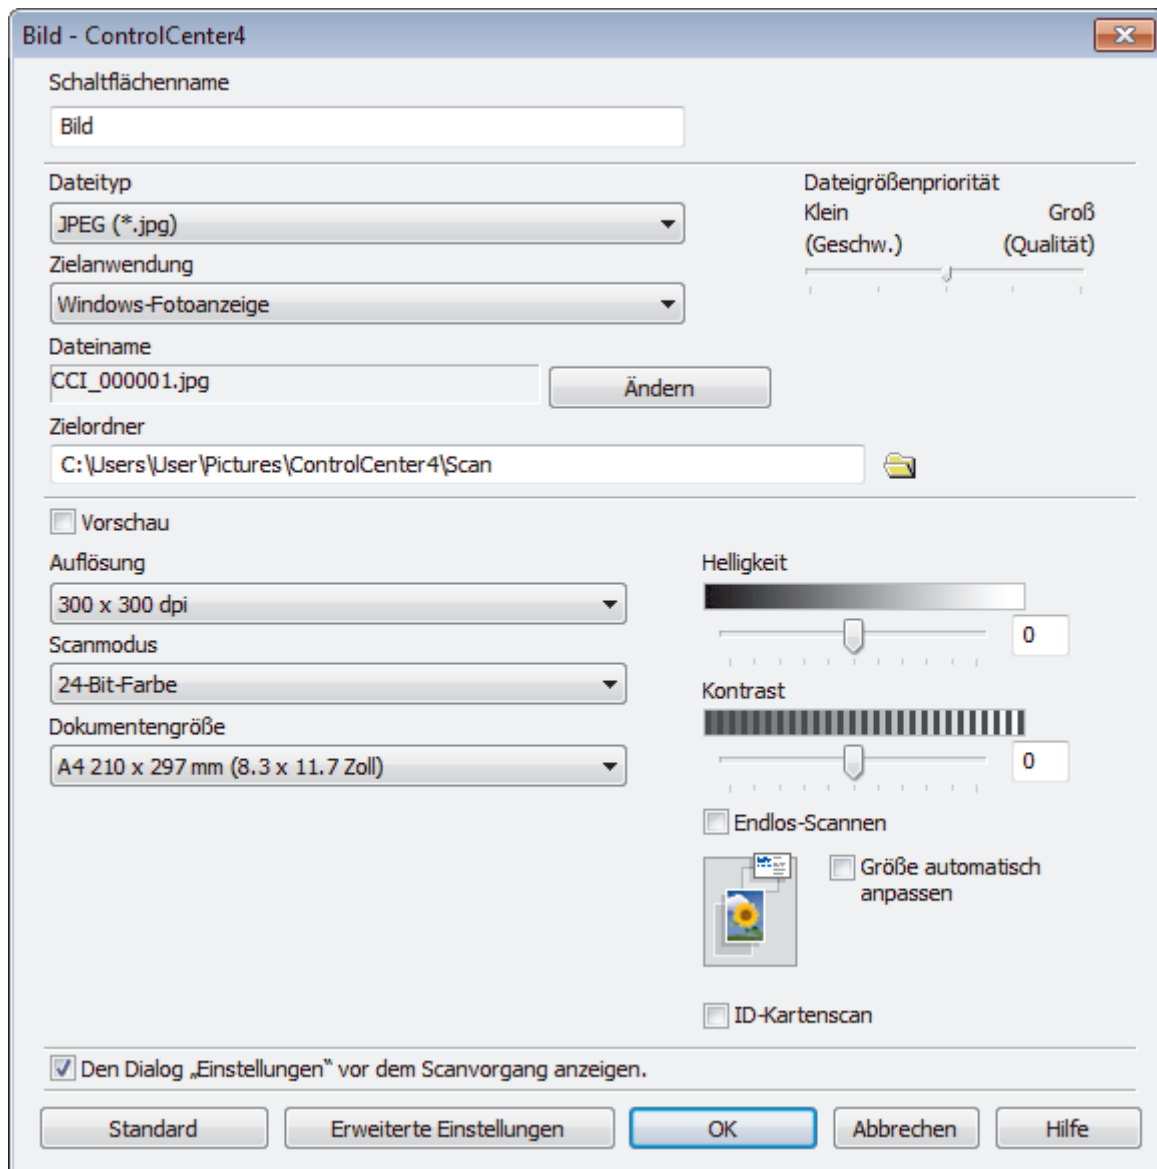 Bild - ControlCenter4
Schaltflächenname
Bild
Dateityp
JPEG (*.jpg)
Zielanwendung
Windows-Fotoanzeige
Dateiname
CCI_000001.jpg
Ändern
Zielordner
C:\Users\User\Pictures\ControlCenter4\Scan
Dateigrößenpriorität
Klein Groß
(Geschw.) (Qualität)
Vorschau
Auflösung
300 x 300 dpi
Scanmodus
24-Bit-Farbe
Dokumentengröße
A4 210 x 297 mm (8.3 x 11.7 Zoll)
Helligkeit
0
Kontrast
0
Endlos-Scannen
Größe automatisch
anpassen
ID-Kartenscan
Den Dialog „Einstellungen“ vor dem Scanvorgang anzeigen.
Standard Erweiterte Einstellungen OK Abbrechen Hilfe